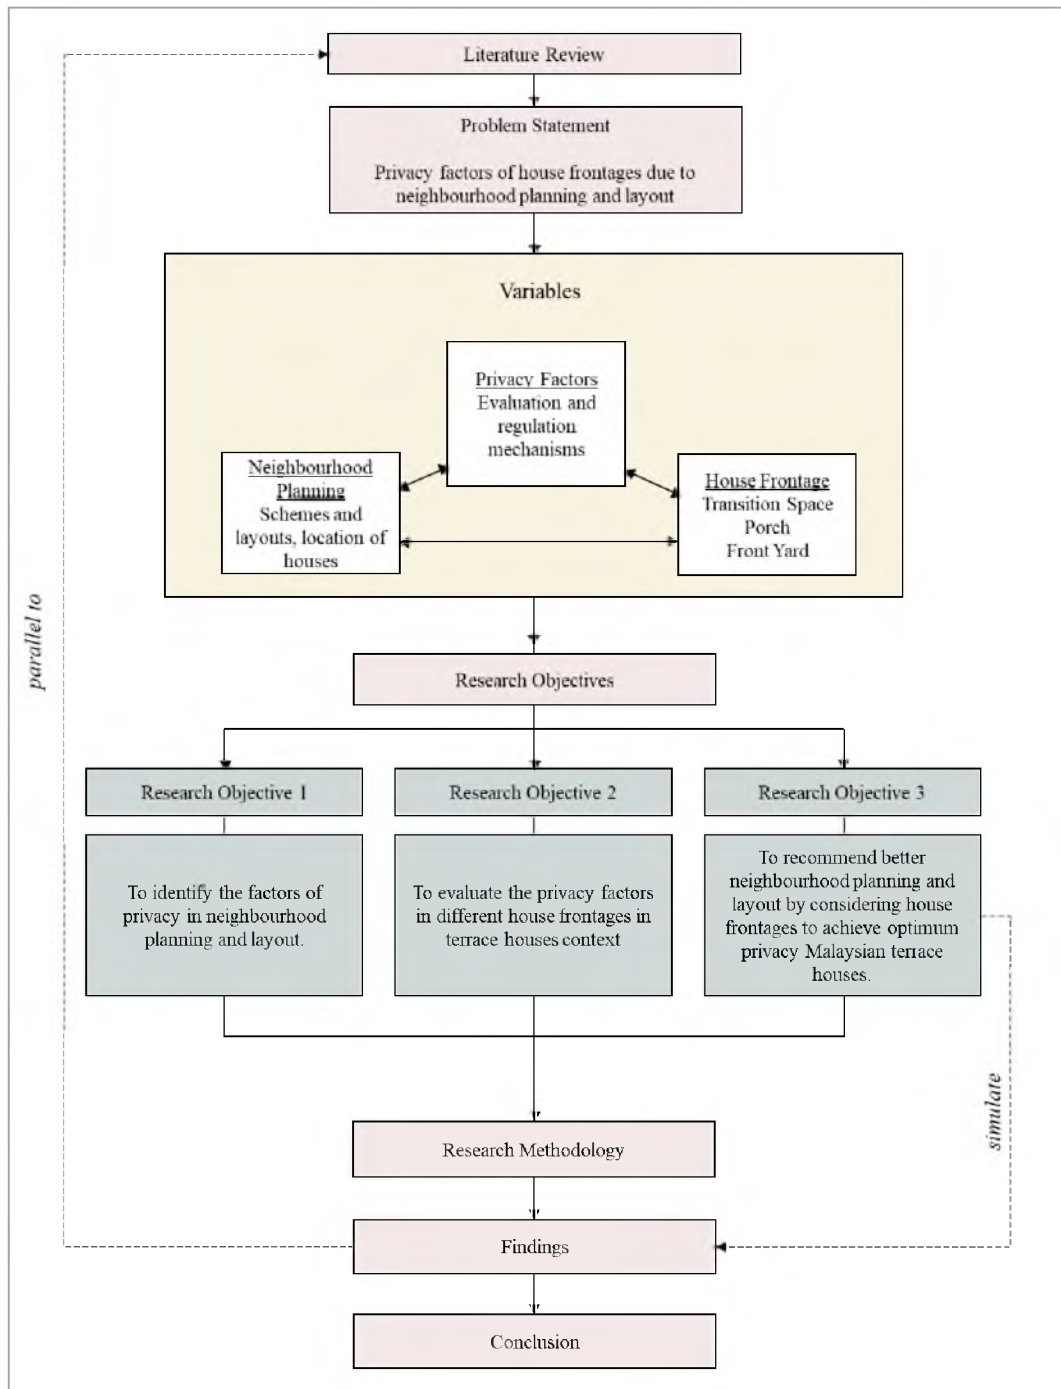 Literature Review
Problem Statement
Privacy factors of house frontages due to
neighbourhood planning and layout
Variables
Privacy Factors
Evaluation and
regulation
mechanisms
Neighbourhood
Planning
Schemes and
layouts, location of
houses
House Frontage
Transition Space
Porch
Front Yard
parallel to
Research Objectives
Research Objective 1
Research Objective 2
Research Objective 3
To identify the factors of
privacy in neighbourhood
planning and layout.
To evaluate the privacy factors
in different house frontages in
terrace houses context
To recommend better
neighbourhood planning and
layout by considering house
frontages to achieve optimum
privacy Malaysian terrace
houses.
simulate
Research Methodology
Findings
Conclusion